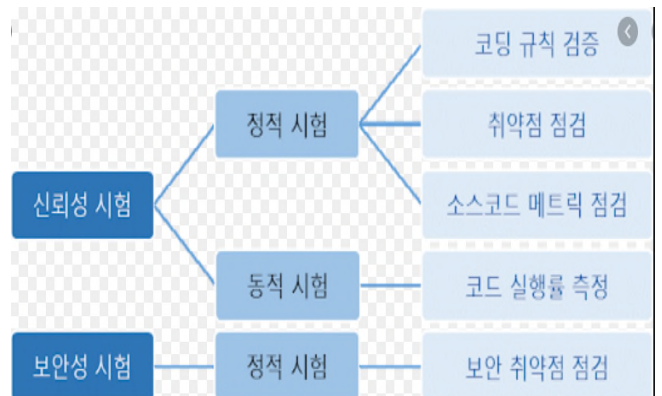 코딩 규칙 검증
정적 시험
취약점 점검
신뢰성 시험
소스코드 메트릭 점검
동적 시험
코드 실행률 측정
보안성 시험
정적 시험
보안 취약점 점검